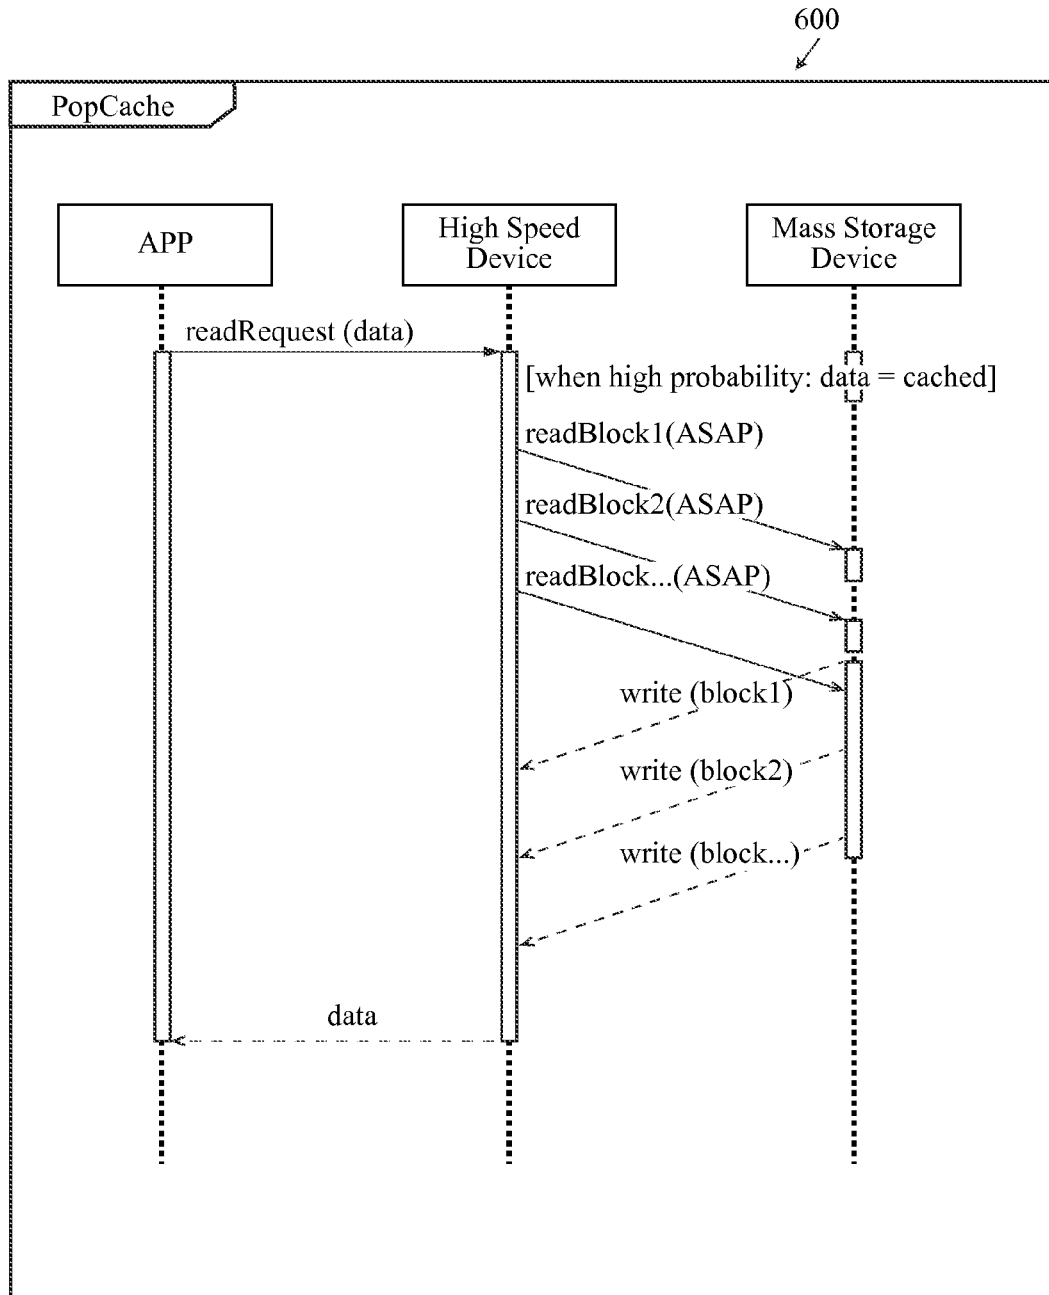 600
PopCache
APP
High Speed
Device
Mass Storage
Device
readRequest (data)
[when high probability: data = cached]
readBlock1(ASAP)
readBlock2(ASAP)
readBlock...(ASAP)
write (block1)
write (block2)
write (block...)
data